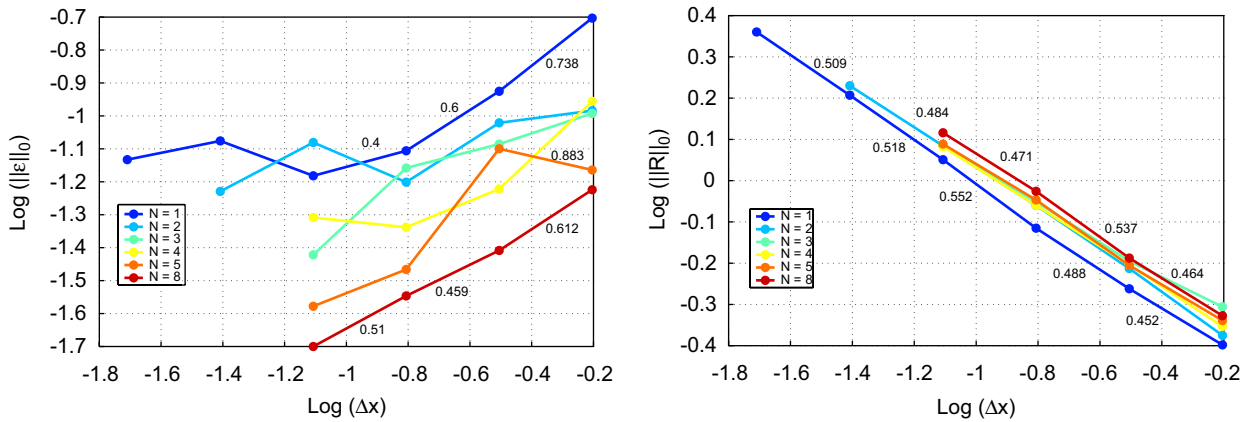 -0.7
-0.8
-0.9
-1
-1.1
-1.2
-1.3
-1.4
-1.5
-1.6
-1.7
Log (||ε||₀)
0.738
0.6
0.4
0.883
0.612
0.459
0.51
N = 1
N = 2
N = 3
N = 4
N = 5
N = 8
-1.8 -1.6 -1.4 -1.2 -1 -0.8 -0.6 -0.4 -0.2
Log (Δx)
0.4
0.3
0.2
0.1
0
-0.1
-0.2
-0.3
-0.4
Log (||R||₀)
0.509
0.484
0.518
0.471
0.552
0.537
0.488
0.464
0.452
N = 1
N = 2
N = 3
N = 4
N = 5
N = 8
-1.8 -1.6 -1.4 -1.2 -1 -0.8 -0.6 -0.4 -0.2
Log (Δx)